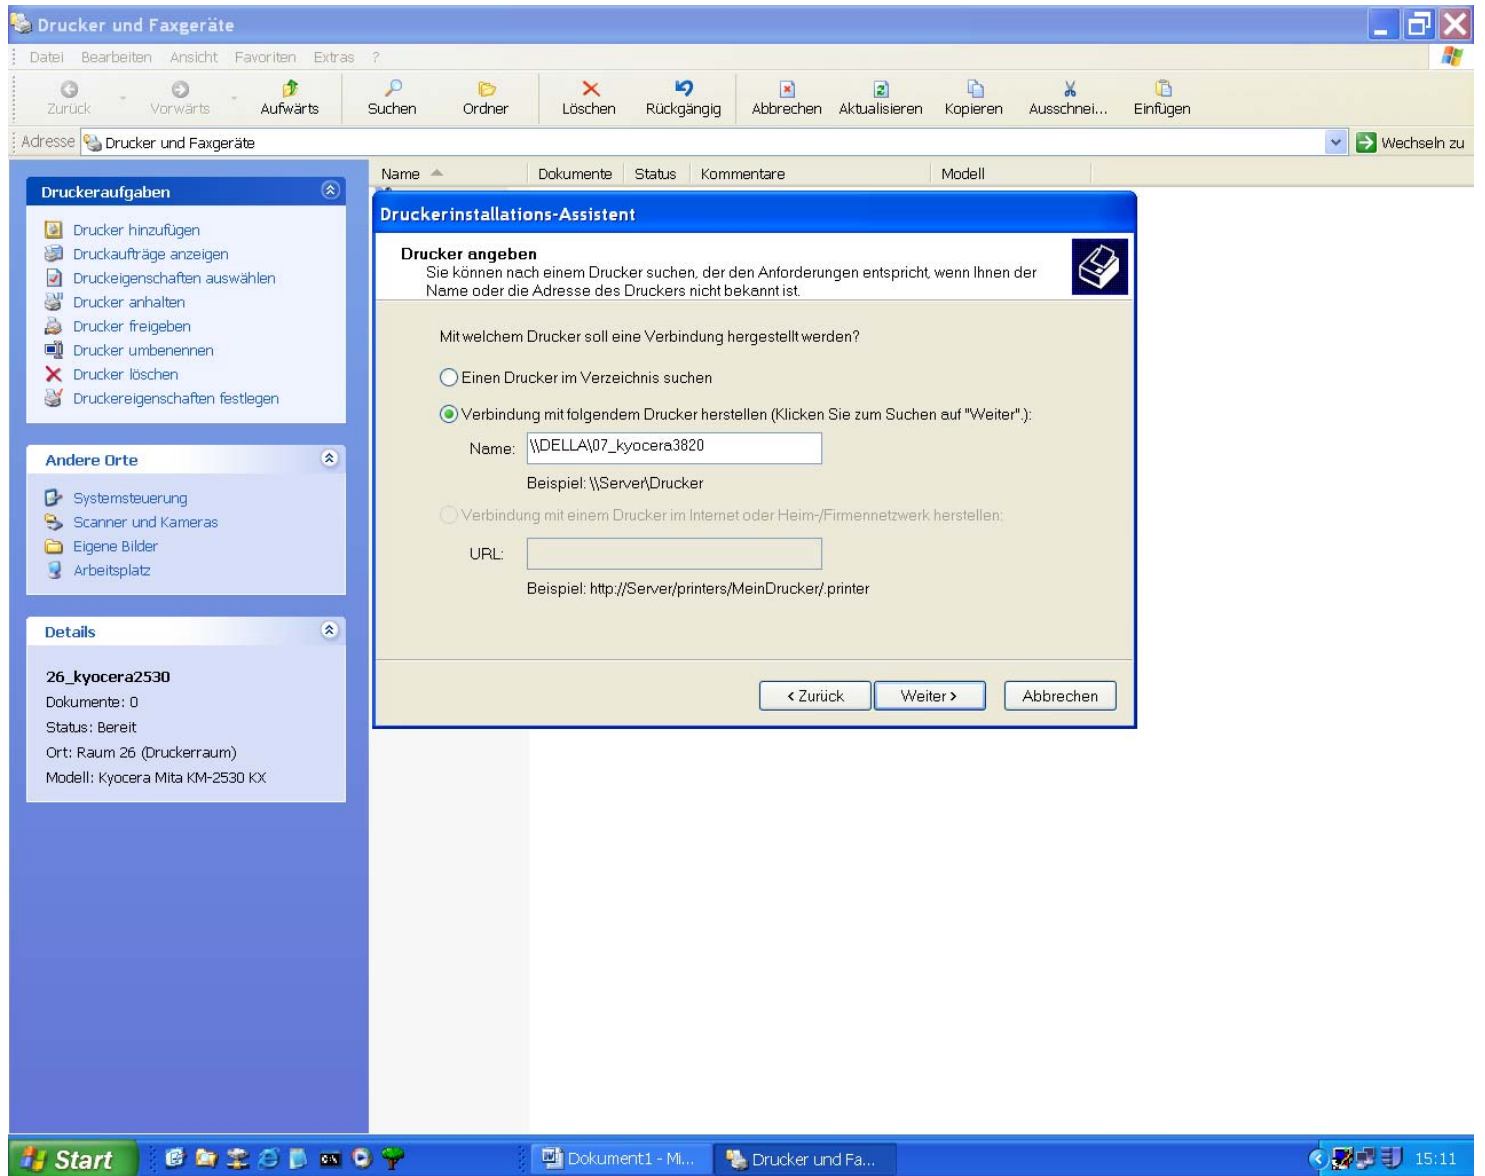 Drucker und Faxgeräte
Datei Bearbeiten Ansicht Favoriten Extras ?
Zurück Vorwärts Aufwärts Suchen Ordner Löschen Rückgängig Abbrechen Aktualisieren Kopieren Ausschnei... Einfügen
Adresse Drucker und Faxgeräte Wechseln zu
Name Dokumente Status Kommentare Modell
Druckeraufgaben
Drucker hinzufügen
Druckaufträge anzeigen
Druckeigenschaften auswählen
Drucker anhalten
Drucker freigeben
Drucker umbenennen
Drucker löschen
Druckereigenschaften festlegen
Andere Orte
Systemsteuerung
Scanner und Kameras
Eigene Bilder
Arbeitsplatz
Details
26_kyocera2530
Dokumente: 0
Status: Bereit
Ort: Raum 26 (Druckerraum)
Modell: Kyocera Mita KM-2530 KX
Druckerinstallations-Assistent
Drucker angeben
Sie können nach einem Drucker suchen, der den Anforderungen entspricht, wenn Ihnen der
Name oder die Adresse des Druckers nicht bekannt ist.
Mit welchem Drucker soll eine Verbindung hergestellt werden?
Einen Drucker im Verzeichnis suchen
Verbindung mit folgendem Drucker herstellen (Klicken Sie zum Suchen auf "Weiter".):
Name: \\DELLA\07_kyocera3820
Beispiel: \\Server\Drucker
Verbindung mit einem Drucker im Internet oder Heim-/Firmennetzwerk herstellen:
URL:
Beispiel: http://Server/printers/MeinDrucker/.printer
< Zurück Weiter > Abbrechen
Start Dokument1 - Mi... Drucker und Fa... 15:11